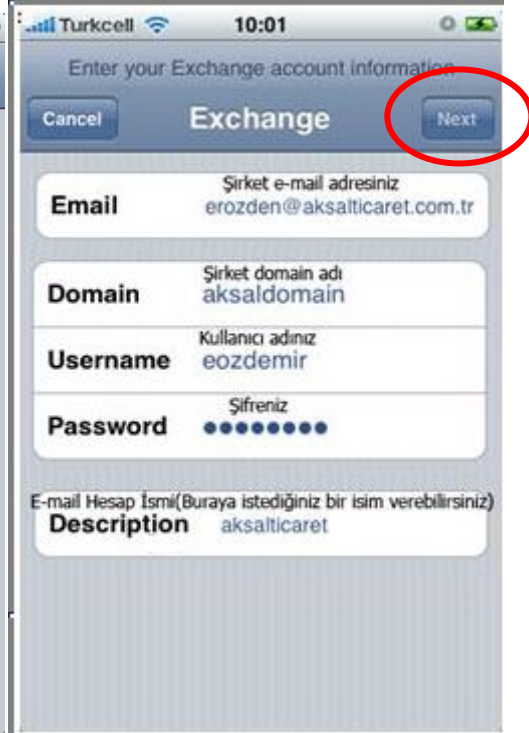 Turkcell 10:01
Enter your Exchange account information
Cancel Exchange Next
Şirket e-mail adresiniz
Email erozden@aksalticaret.com.tr
Şirket domain adı
Domain aksaldomain
Kullanıcı adınız
Username eozdemir
Şifreniz
Password ●●●●●●●●
E-mail Hesap İsmi(Buraya istediğiniz bir isim verebilirsiniz)
Description aksalticaret